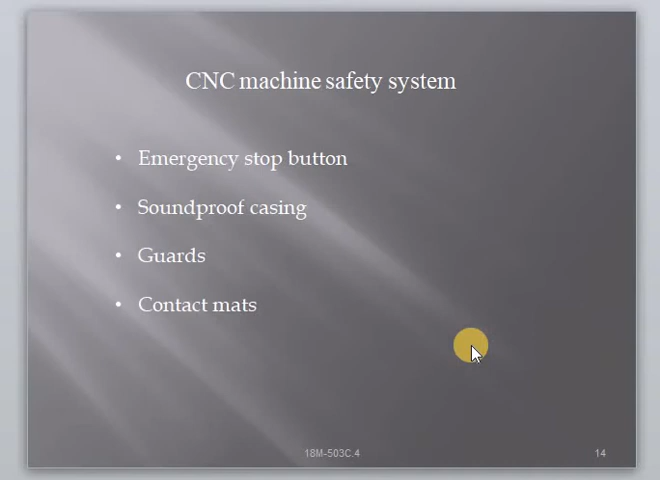 CNC machine safety system
• Emergency stop button
• Soundproof casing
• Guards
• Contact mats
18M-503C.4
14